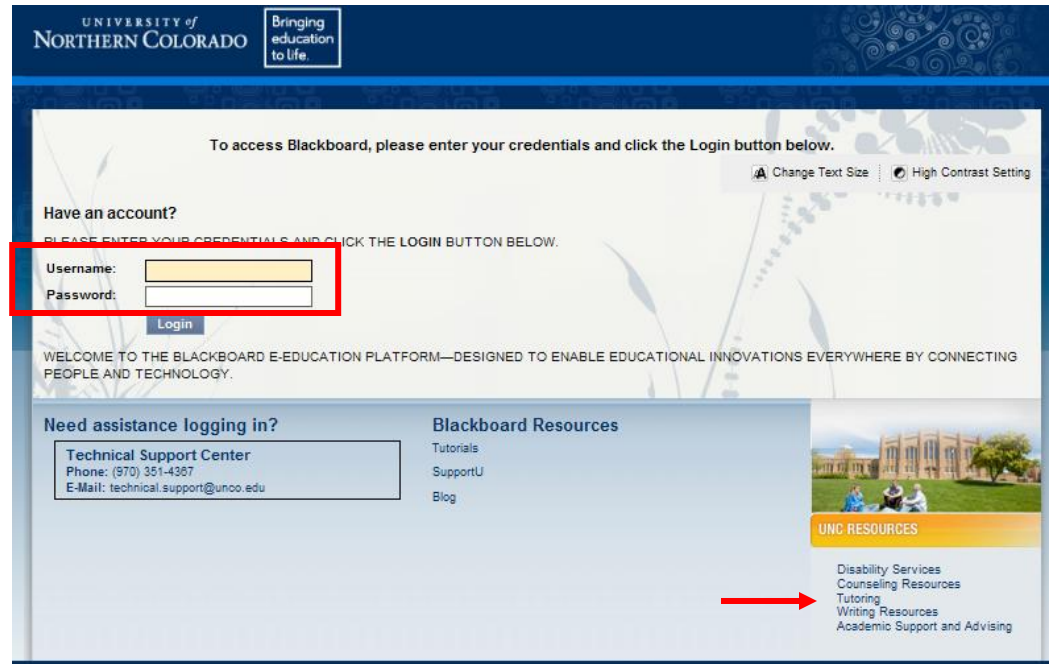 UNIVERSITY of
NORTHERN COLORADO
Bringing
education
to life.
To access Blackboard, please enter your credentials and click the Login button below.
Change Text Size
High Contrast Setting
Have an account?
PLEASE ENTER YOUR CREDENTIALS AND CLICK THE LOGIN BUTTON BELOW.
Username:
Password:
Login
WELCOME TO THE BLACKBOARD E-EDUCATION PLATFORM—DESIGNED TO ENABLE EDUCATIONAL INNOVATIONS EVERYWHERE BY CONNECTING
PEOPLE AND TECHNOLOGY.
Need assistance logging in?
Technical Support Center
Phone: (970) 351-4367
E-Mail: technical.support@unco.edu
Blackboard Resources
Tutorials
SupportU
Blog
UNC RESOURCES
Disability Services
Counseling Resources
Tutoring
Writing Resources
Academic Support and Advising